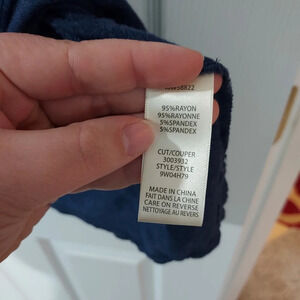 95%RAYON
95%RAYONNE
5%SPANDEX
5%SPANDEX
CUT/COUPER
3003932
STYLE/STYLE
9W04H79
MADE IN CHINA
FAIT DANS LA CHINE
CARE ON REVERSE
NETTOYAGE AU REVERS